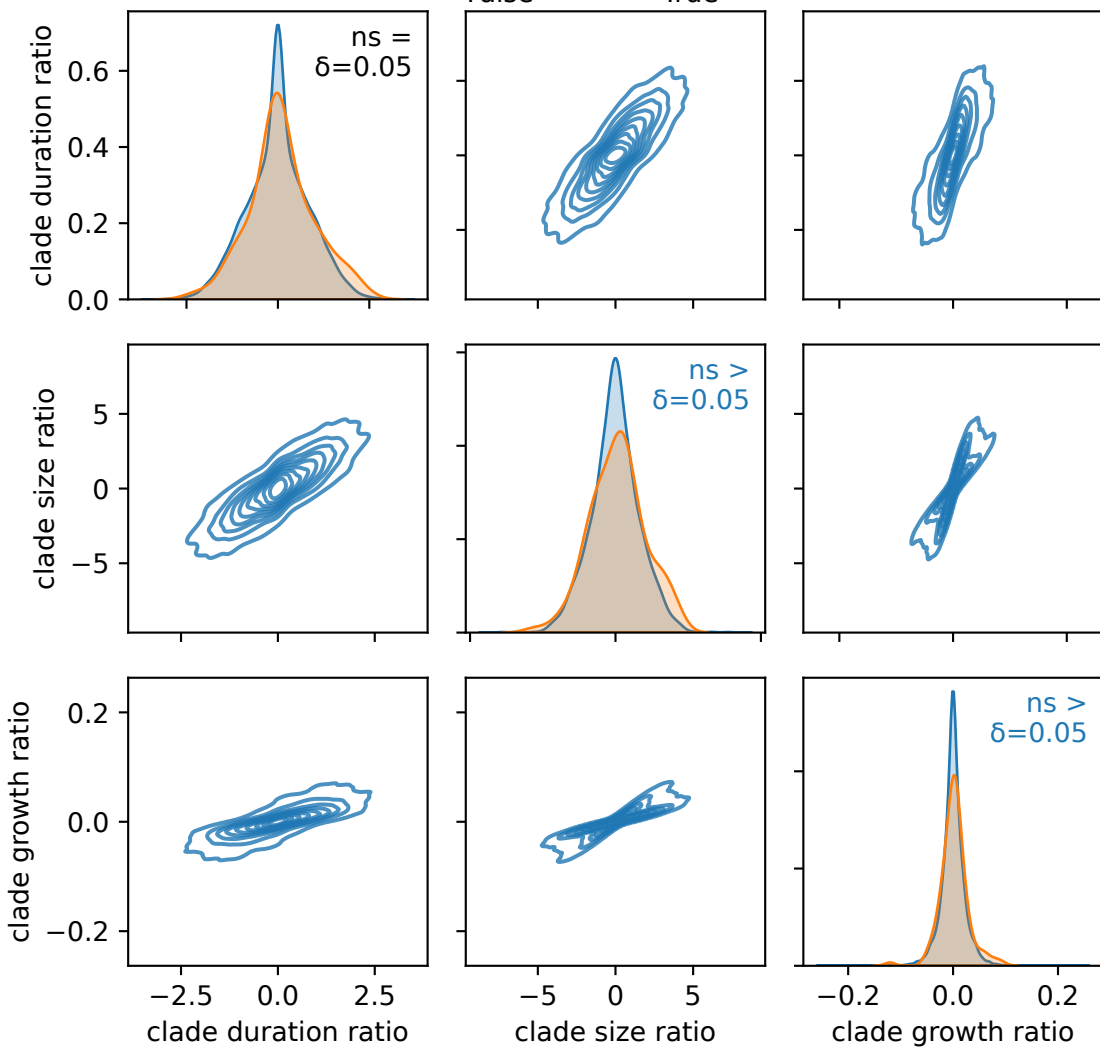 0.6
0.4
0.2
0.0
clade duration ratio
ns =
δ=0.05
5
0
−5
clade size ratio
ns >
δ=0.05
0.2
0.0
−0.2
clade growth ratio
ns >
δ=0.05
−2.5 0.0 2.5
−5 0 5
−0.2 0.0 0.2
clade duration ratio
clade size ratio
clade growth ratio